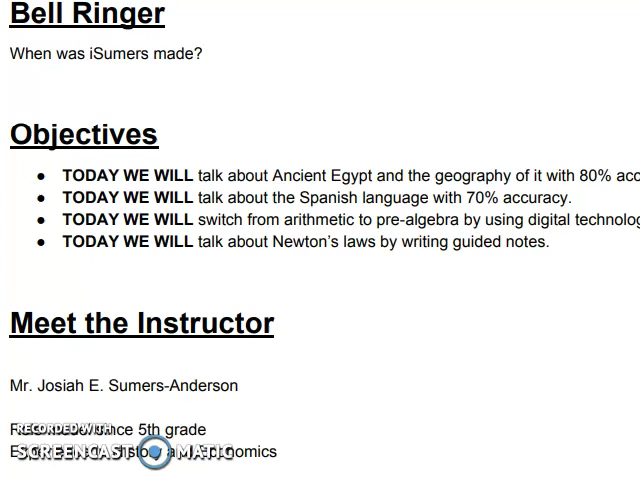 Bell Ringer
When was iSumers made?
Objectives
● TODAY WE WILL talk about Ancient Egypt and the geography of it with 80% acc
● TODAY WE WILL talk about the Spanish language with 70% accuracy.
● TODAY WE WILL switch from arithmetic to pre-algebra by using digital technolog
● TODAY WE WILL talk about Newton's laws by writing guided notes.
Meet the Instructor
Mr. Josiah E. Sumers-Anderson
since 5th grade
RECORDED WITH
SCREENCAST MATIC